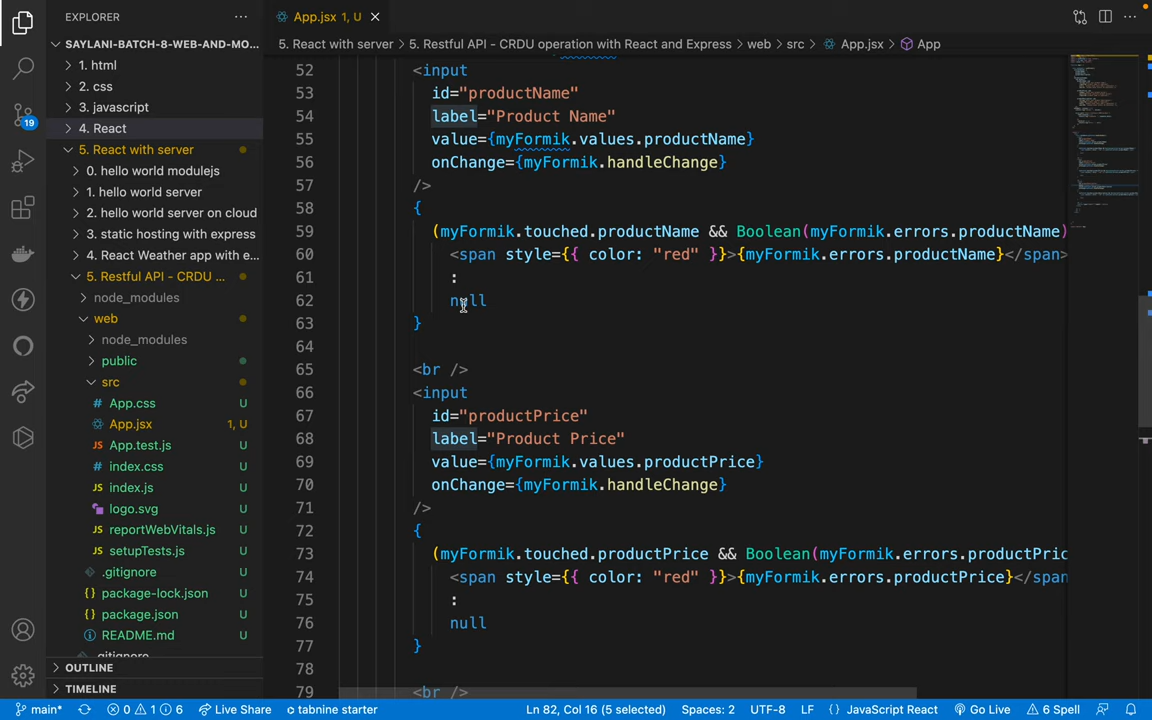 EXPLORER
App.jsx 1, U
SAYLANI-BATCH-8-WEB-AND-MO...
5. React with server > 5. Restful API - CRDU operation with React and Express > web > src > App.jsx > App
1. html
2. css
3. javascript
4. React
5. React with server
0. hello world modulejs
1. hello world server
2. hello world server on cloud
3. static hosting with express
4. React Weather app with e...
5. Restful API - CRDU ...
node_modules
web
node_modules
public
src
App.css U
App.jsx 1, U
App.test.js U
index.css U
index.js U
logo.svg U
reportWebVitals.js U
setupTests.js U
.gitignore U
package-lock.json U
package.json U
README.md U
.gitignore
OUTLINE
TIMELINE
19
52 <input
53 id="productName"
54 label="Product Name"
55 value={myFormik.values.productName}
56 onChange={myFormik.handleChange}
57 />
58 {
59 (myFormik.touched.productName && Boolean(myFormik.errors.productName)
60 <span style={{ color: "red" }}>{myFormik.errors.productName}</span>
61 :
62 null
63 }
64
65 <br />
66 <input
67 id="productPrice"
68 label="Product Price"
69 value={myFormik.values.productPrice}
70 onChange={myFormik.handleChange}
71 />
72 {
73 (myFormik.touched.productPrice && Boolean(myFormik.errors.productPric
74 <span style={{ color: "red" }}>{myFormik.errors.productPrice}</span
75 :
76 null
77 }
78
79 <br />
main* 0 1 6 Live Share tabnine starter Ln 82, Col 16 (5 selected) Spaces: 2 UTF-8 LF {} JavaScript React Go Live 6 Spell